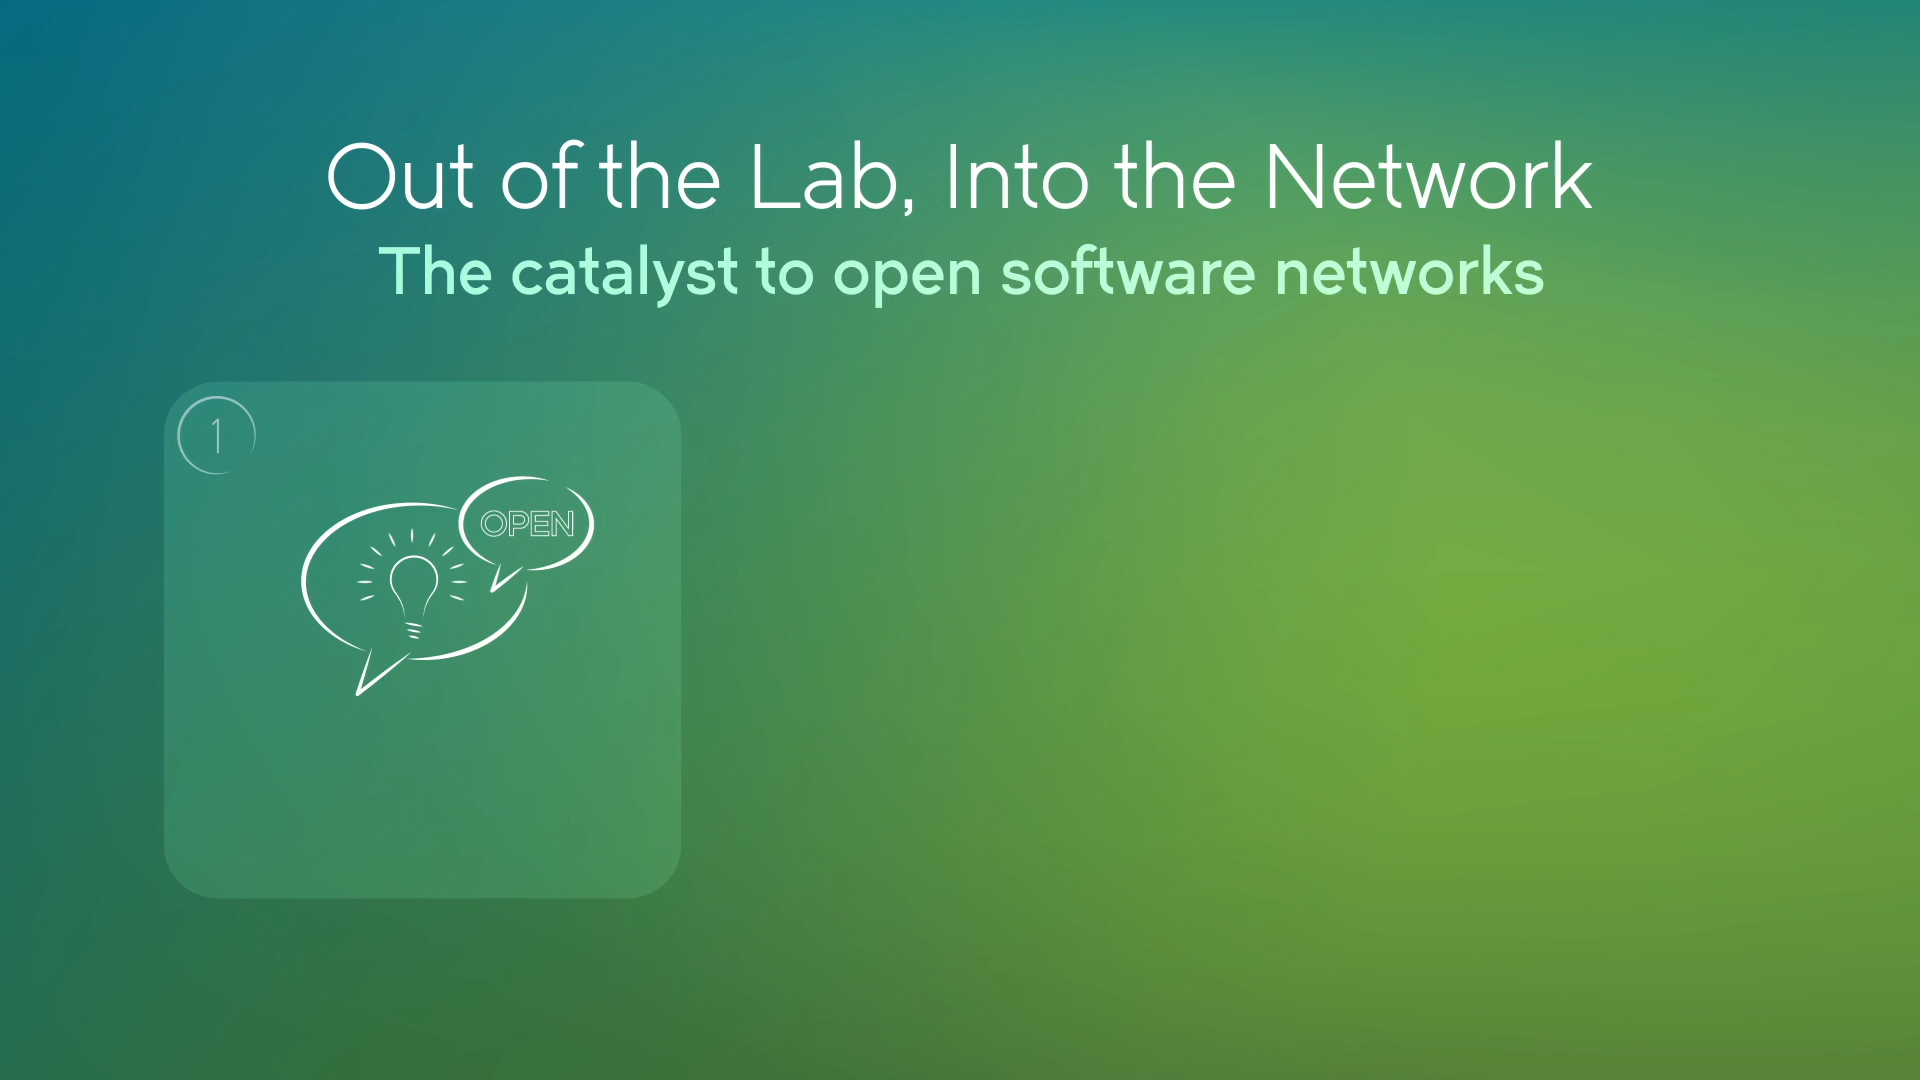 Out of the Lab, Into the Network
The catalyst to open software networks
1
OPEN